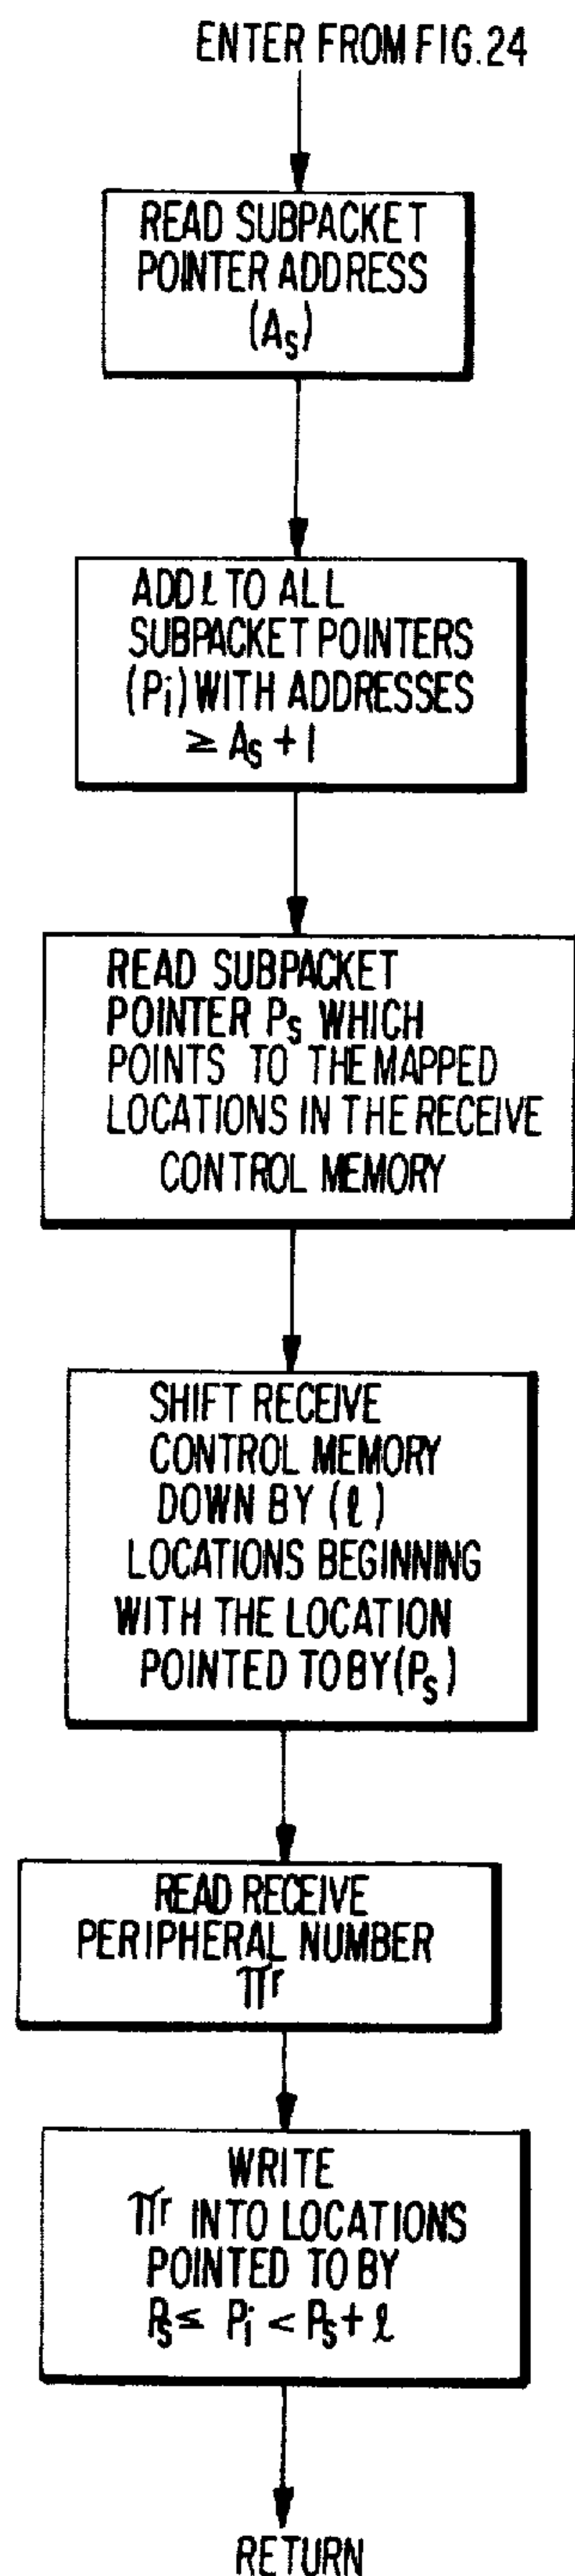 ENTER FROM FIG.24
READ SUBPACKET
POINTER ADDRESS
(As)
ADD ℓ TO ALL
SUBPACKET POINTERS
(Pi) WITH ADDRESSES
≥ As + 1
READ SUBPACKET
POINTER Ps WHICH
POINTS TO THE MAPPED
LOCATIONS IN THE RECEIVE
CONTROL MEMORY
SHIFT RECEIVE
CONTROL MEMORY
DOWN BY (ℓ)
LOCATIONS BEGINNING
WITH THE LOCATION
POINTED TO BY (Ps)
READ RECEIVE
PERIPHERAL NUMBER
πr
WRITE
πr INTO LOCATIONS
POINTED TO BY
Ps ≤ Pi < Ps + ℓ
RETURN